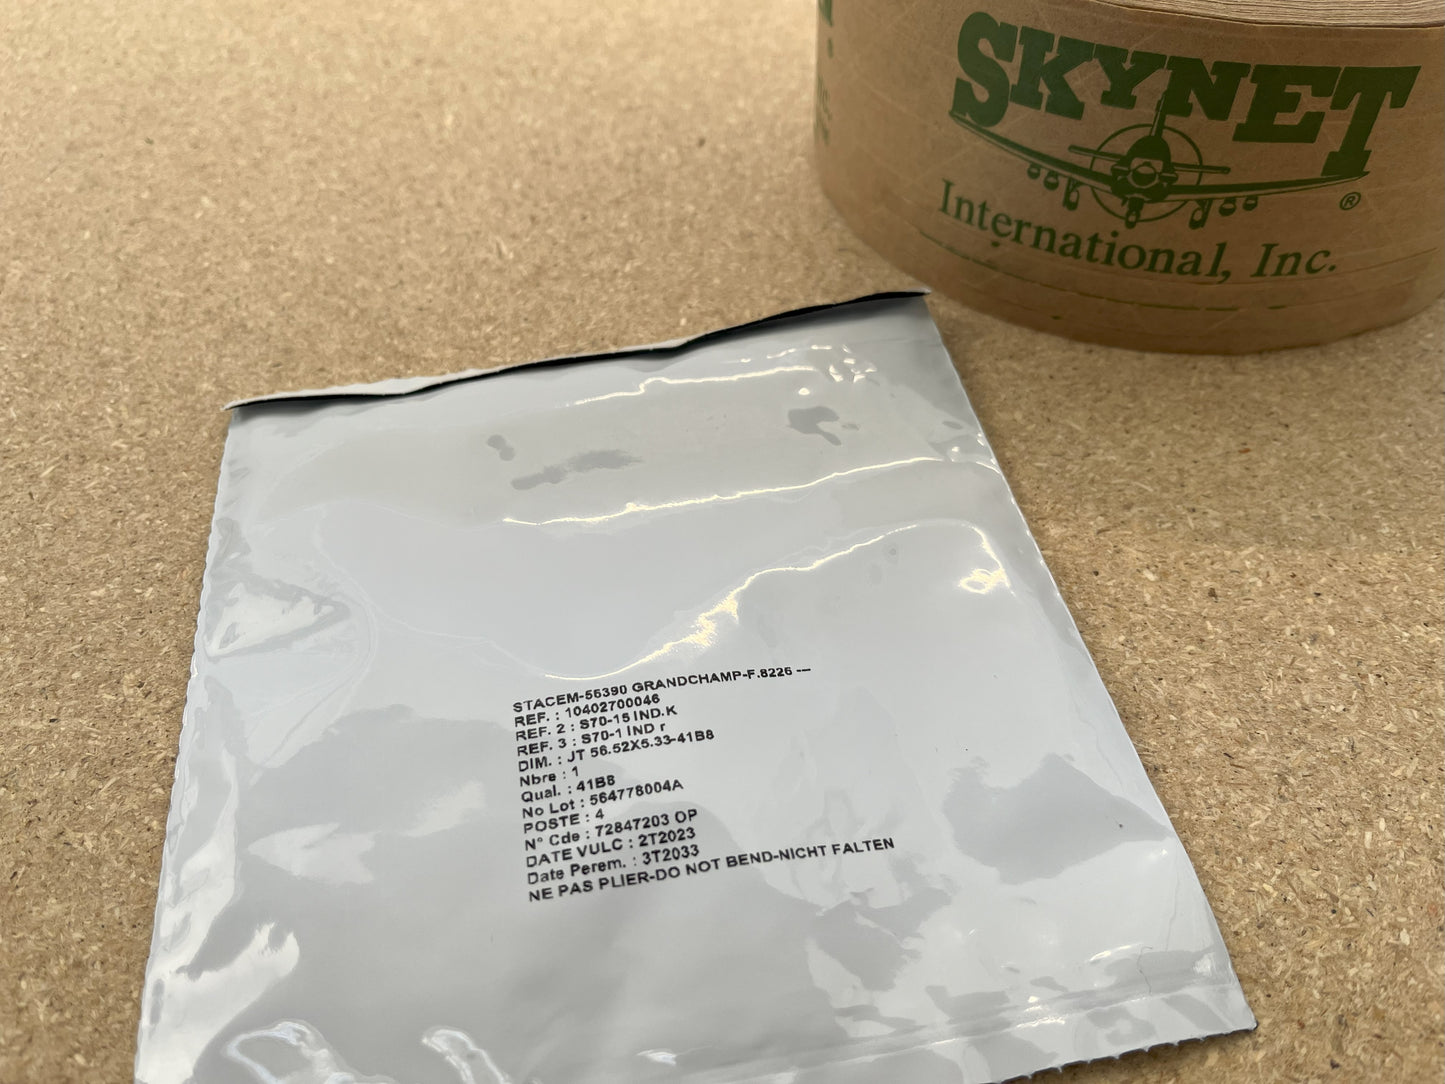 SKYNET
®
International, Inc.
STACEM-56390 GRANDCHAMP-F.8226 ---
REF. : 10402700046
REF. 2 : S70-15 IND.K
REF. 3 : S70-1 IND r
DIM. : JT 56.52X5.33-41B8
Nbre : 1
Qual. : 41B8
No Lot : 564778004A
POSTE : 4
N° Cde : 72847203 OP
DATE VULC : 2T2023
Date Perem. : 3T2033
NE PAS PLIER-DO NOT BEND-NICHT FALTEN